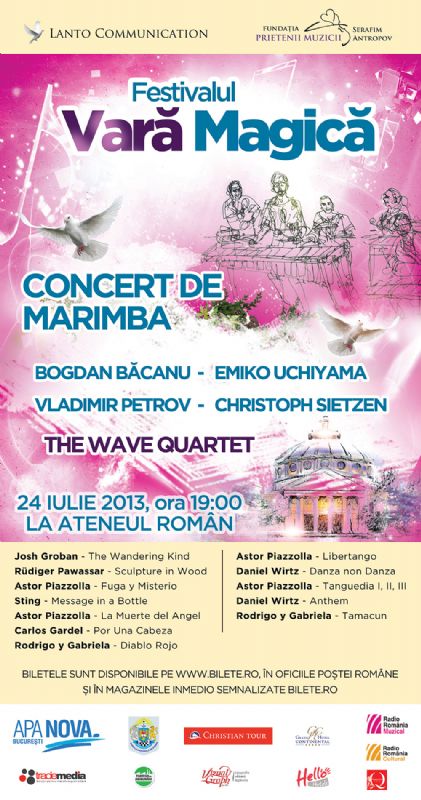 LANTO COMMUNICATION
FUNDAȚIA
PRIETENII MUZICII
SERAFIM
ANTROPOV
Festivalul
Vară Magică
CONCERT DE
MARIMBA
BOGDAN BĂCANU - EMIKO UCHIYAMA
VLADIMIR PETROV - CHRISTOPH SIETZEN
THE WAVE QUARTET
24 IULIE 2013, ora 19:00
LA ATENEUL ROMÂN
Josh Groban - The Wandering Kind
Rüdiger Pawassar - Sculpture in Wood
Astor Piazzolla - Fuga y Misterio
Sting - Message in a Bottle
Astor Piazzolla - La Muerte del Angel
Carlos Gardel - Por Una Cabeza
Rodrigo y Gabriela - Diablo Rojo
Astor Piazzolla - Libertango
Daniel Wirtz - Danza non Danza
Astor Piazzolla - Tanguedia I, II, III
Daniel Wirtz - Anthem
Rodrigo y Gabriela - Tamacun
BILETELE SUNT DISPONIBILE PE WWW.BILETE.RO, ÎN OFICIILE POȘTEI ROMÂNE
ȘI ÎN MAGAZINELE INMEDIO SEMNALIZATE BILETE.RO
APA NOVA
BUCUREȘTI
CHRISTIAN TOUR
GRAND HOTEL
CONTINENTAL
Radio
România
Muzical
Radio
România
Cultural
trademedia
Hello